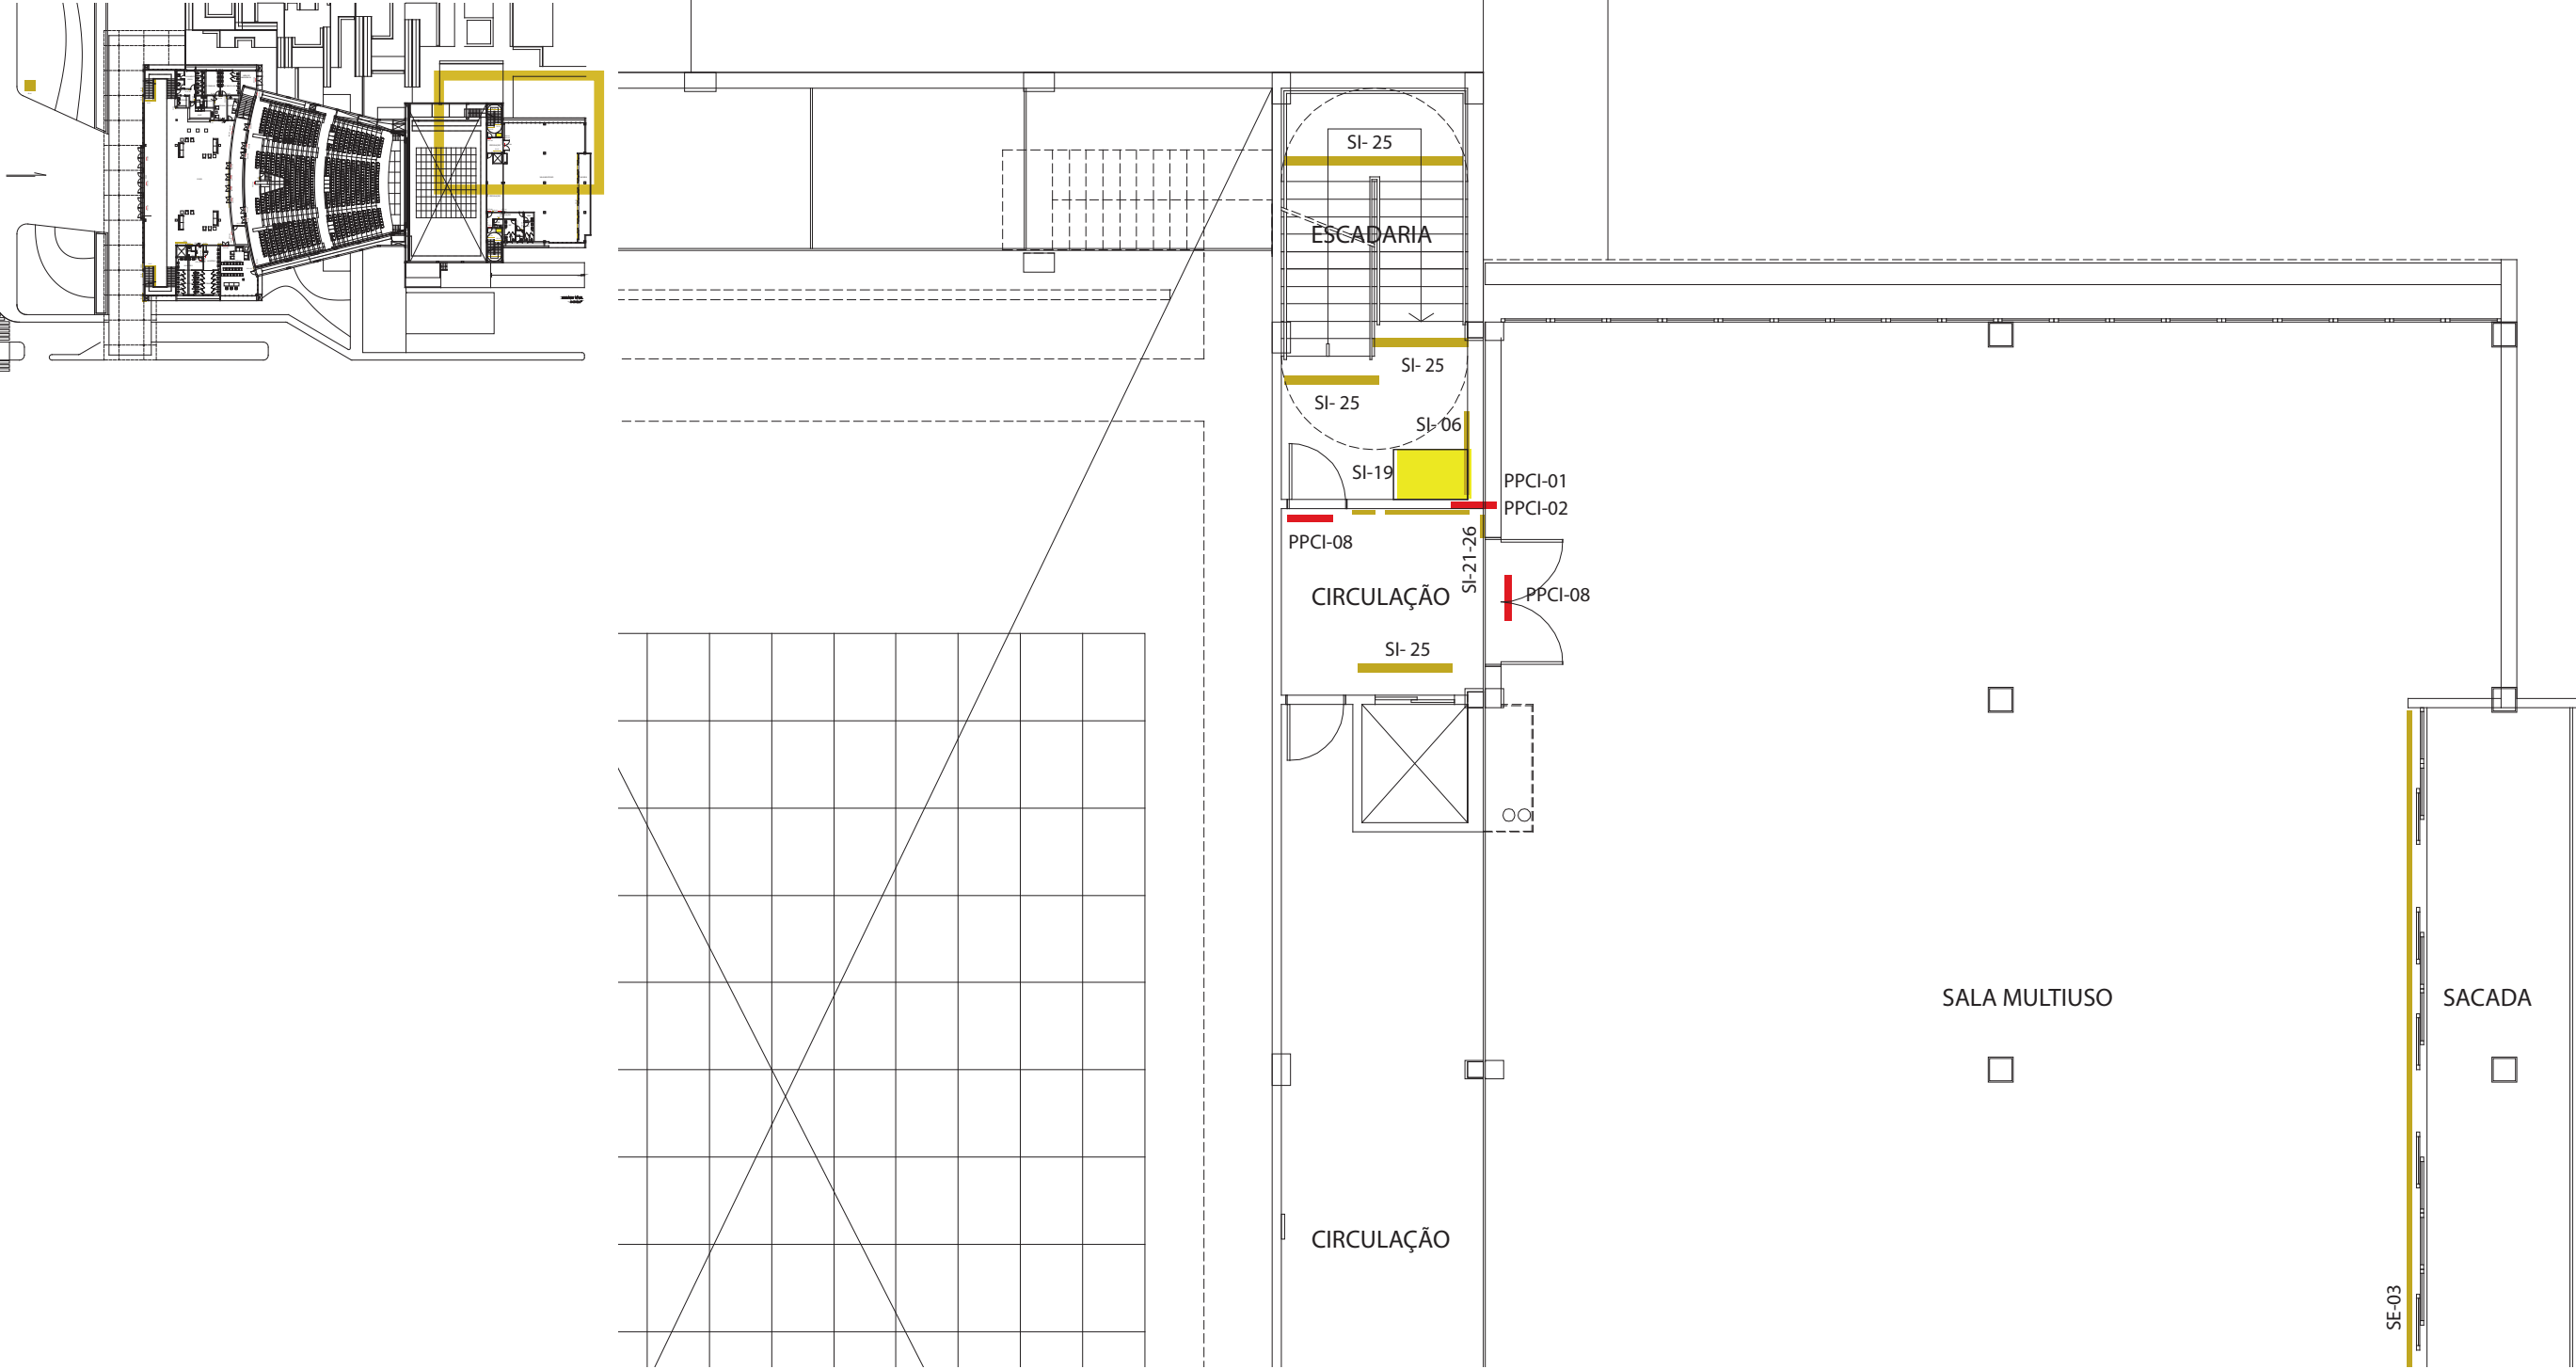 SI- 25
ESCADARIA
SI- 25
SI- 25
SI- 06
SI-19
PPCI-01
PPCI-02
PPCI-08
SI-21-26
CIRCULAÇÃO
PPCI-08
SI- 25
SALA MULTIUSO
SACADA
CIRCULAÇÃO
SE-03